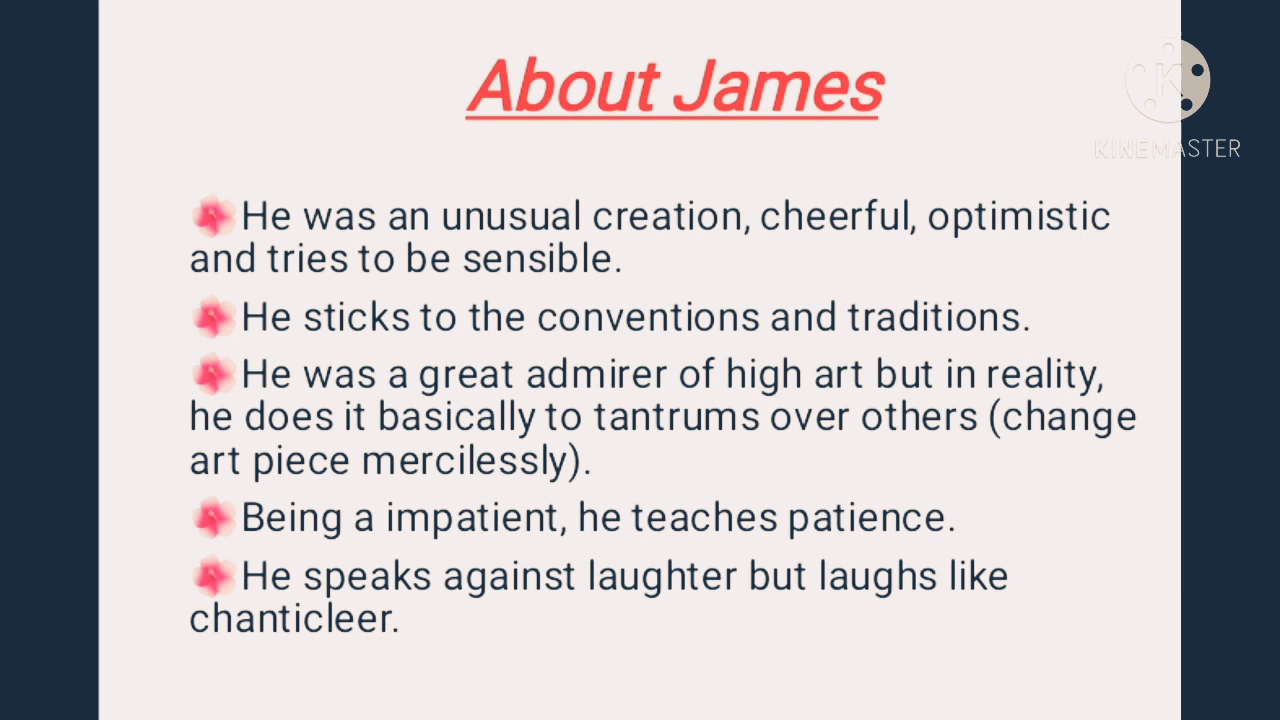 About James
KINEMASTER
He was an unusual creation, cheerful, optimistic
and tries to be sensible.
He sticks to the conventions and traditions.
He was a great admirer of high art but in reality,
he does it basically to tantrums over others (change
art piece mercilessly).
Being a impatient, he teaches patience.
He speaks against laughter but laughs like
chanticleer.